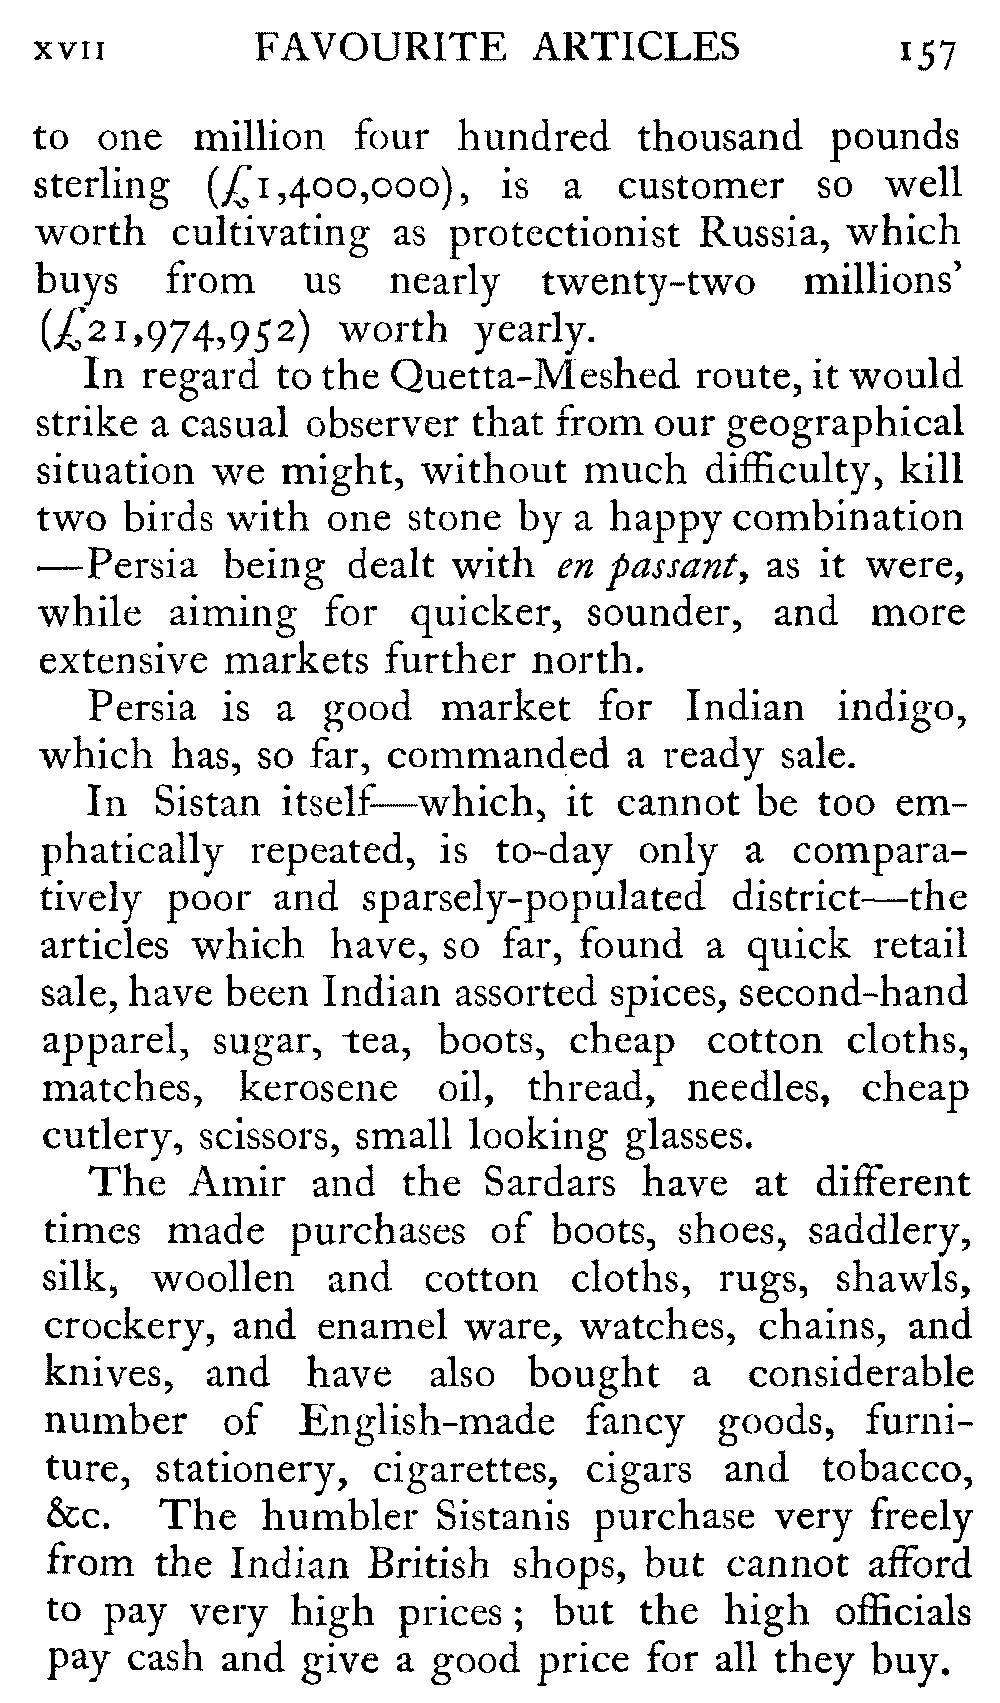 XVII FAVOURITE ARTICLES 157
to one million four hundred thousand pounds
sterling (£1,400,000), is a customer so well
worth cultivating as protectionist Russia, which
buys from us nearly twenty-two millions'
(£21,974,952) worth yearly.
In regard to the Quetta-Meshed route, it would
strike a casual observer that from our geographical
situation we might, without much difficulty, kill
two birds with one stone by a happy combination
—Persia being dealt with en passant, as it were,
while aiming for quicker, sounder, and more
extensive markets further north.
Persia is a good market for Indian indigo,
which has, so far, commanded a ready sale.
In Sistan itself—which, it cannot be too em-
phatically repeated, is to-day only a compara-
tively poor and sparsely-populated district—the
articles which have, so far, found a quick retail
sale, have been Indian assorted spices, second-hand
apparel, sugar, tea, boots, cheap cotton cloths,
matches, kerosene oil, thread, needles, cheap
cutlery, scissors, small looking glasses.
The Amir and the Sardars have at different
times made purchases of boots, shoes, saddlery,
silk, woollen and cotton cloths, rugs, shawls,
crockery, and enamel ware, watches, chains, and
knives, and have also bought a considerable
number of English-made fancy goods, furni-
ture, stationery, cigarettes, cigars and tobacco,
&c. The humbler Sistanis purchase very freely
from the Indian British shops, but cannot afford
to pay very high prices; but the high officials
pay cash and give a good price for all they buy.